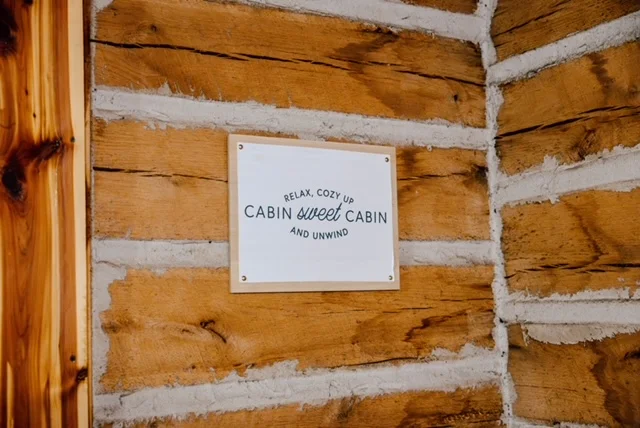 RELAX, COZY UP
CABIN sweet CABIN
AND UNWIND